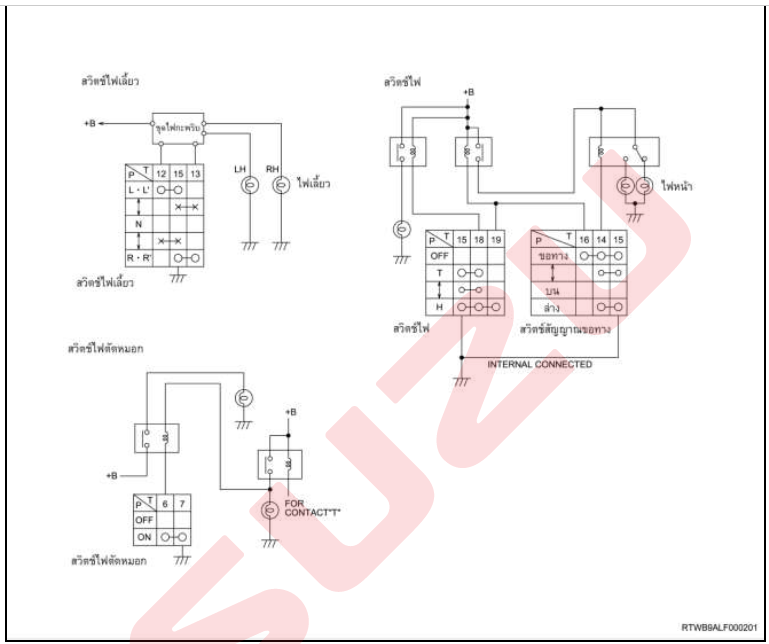 สวิตช์ไฟเลี้ยว
+B
ชุดไฟกะพริบ
LH
RH
ไฟเลี้ยว
P T 12 15 13
L・L'
N
R・R'
สวิตช์ไฟเลี้ยว
สวิตช์ไฟ
+B
ไฟหน้า
P T 15 18 19
OFF
T
H
สวิตช์ไฟ
P T 16 14 15
ขอทาง
บน
ล่าง
สวิตช์สัญญาณขอทาง
INTERNAL CONNECTED
สวิตช์ไฟตัดหมอก
+B
+B
FOR
CONTACT"T"
P T 6 7
OFF
ON
สวิตช์ไฟตัดหมอก
SUZU
RTWB9ALF000201